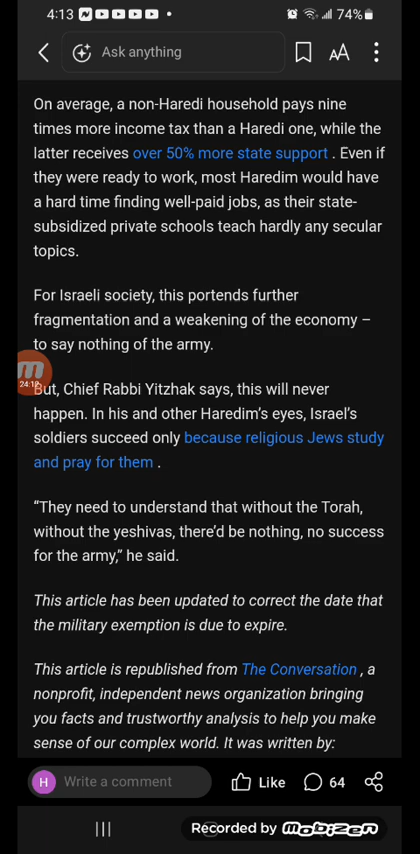 4:13
74%
Ask anything
AA
On average, a non-Haredi household pays nine
times more income tax than a Haredi one, while the
latter receives over 50% more state support . Even if
they were ready to work, most Haredim would have
a hard time finding well-paid jobs, as their state-
subsidized private schools teach hardly any secular
topics.
For Israeli society, this portends further
fragmentation and a weakening of the economy –
to say nothing of the army.
24:12
But, Chief Rabbi Yitzhak says, this will never
happen. In his and other Haredim’s eyes, Israel’s
soldiers succeed only because religious Jews study
and pray for them .
“They need to understand that without the Torah,
without the yeshivas, there’d be nothing, no success
for the army,” he said.
This article has been updated to correct the date that
the military exemption is due to expire.
This article is republished from The Conversation , a
nonprofit, independent news organization bringing
you facts and trustworthy analysis to help you make
sense of our complex world. It was written by:
H Write a comment Like 64
Recorded by mobizen